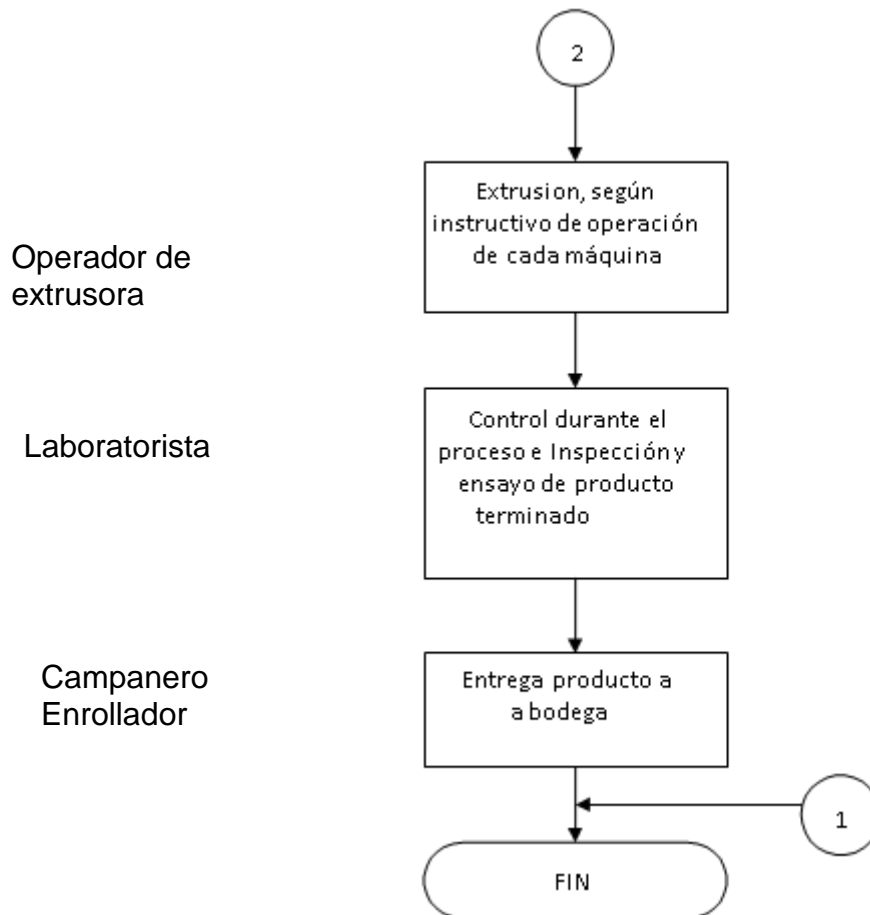 2
Extrusion, según
instructivo de operación
de cada máquina
Operador de
extrusora
Control durante el
proceso e Inspección y
ensayo de producto
terminado
Laboratorista
Entrega producto a
a bodega
Campanero
Enrollador
1
FIN